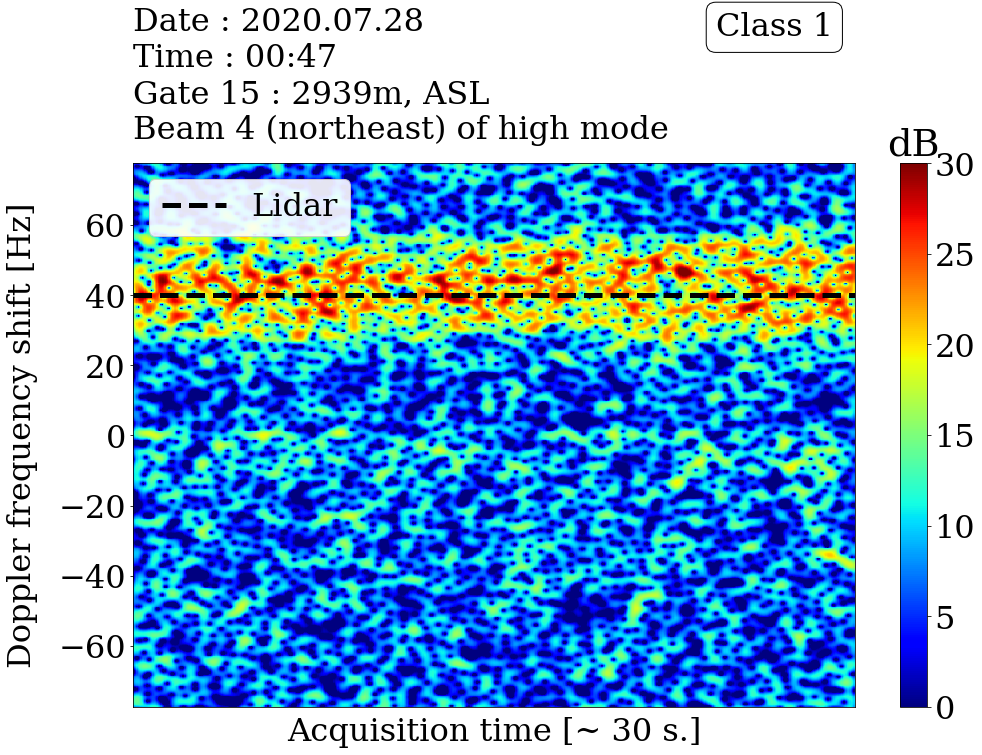 Date : 2020.07.28
Time : 00:47
Gate 15 : 2939m, ASL
Beam 4 (northeast) of high mode
Class 1
dB
Lidar
Doppler frequency shift [Hz]
60
40
20
0
−20
−40
−60
Acquisition time [~ 30 s.]
30
25
20
15
10
5
0